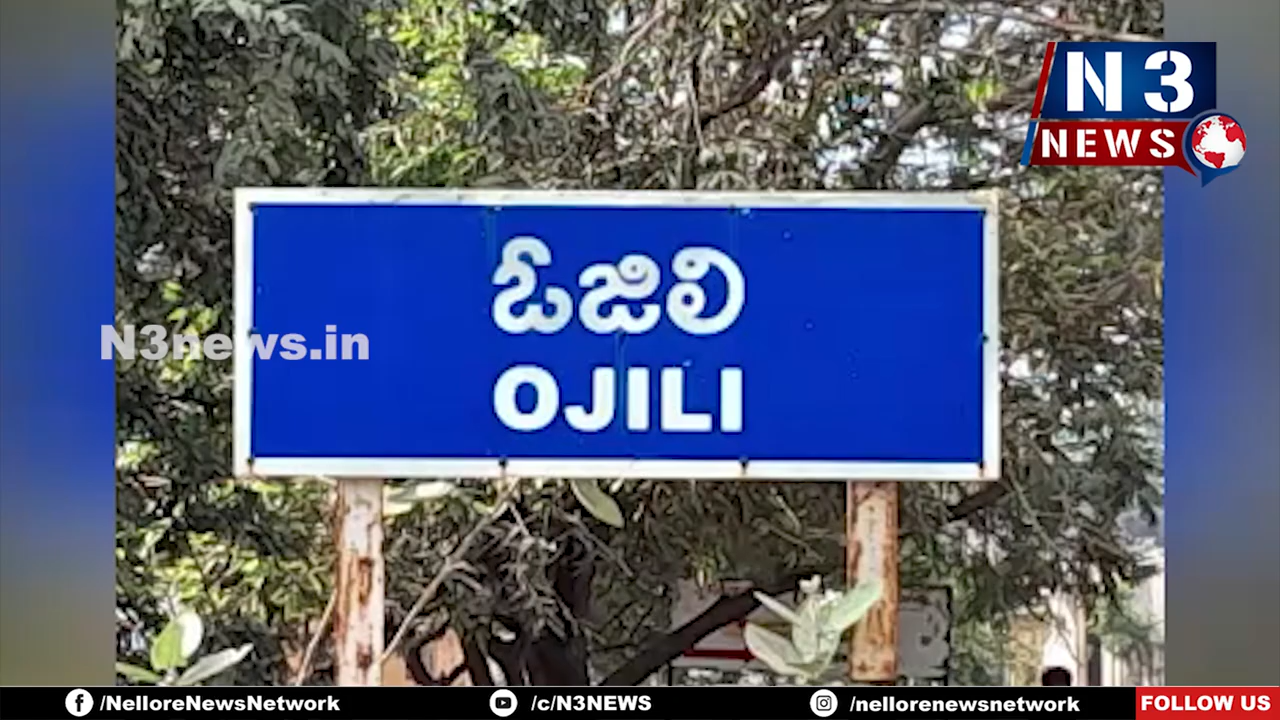 N 3
NEWS
ఓజిలి
N3news.in
OJILI
/NelloreNewsNetwork
/c/N3NEWS
/nellorenewsnetwork
FOLLOW US